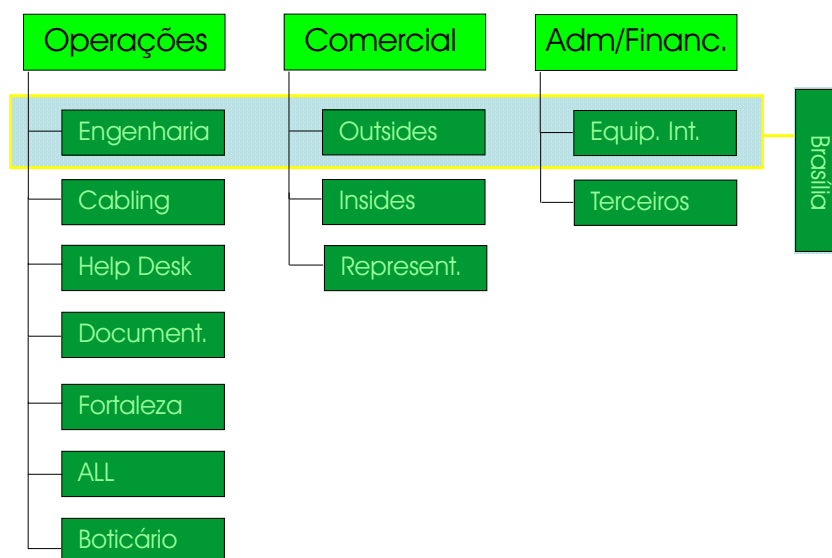 Operações
Comercial
Adm/Financ.
Engenharia
Outsides
Equip. Int.
Brasília
Cabling
Insides
Terceiros
Help Desk
Represent.
Document.
Fortaleza
ALL
Boticário